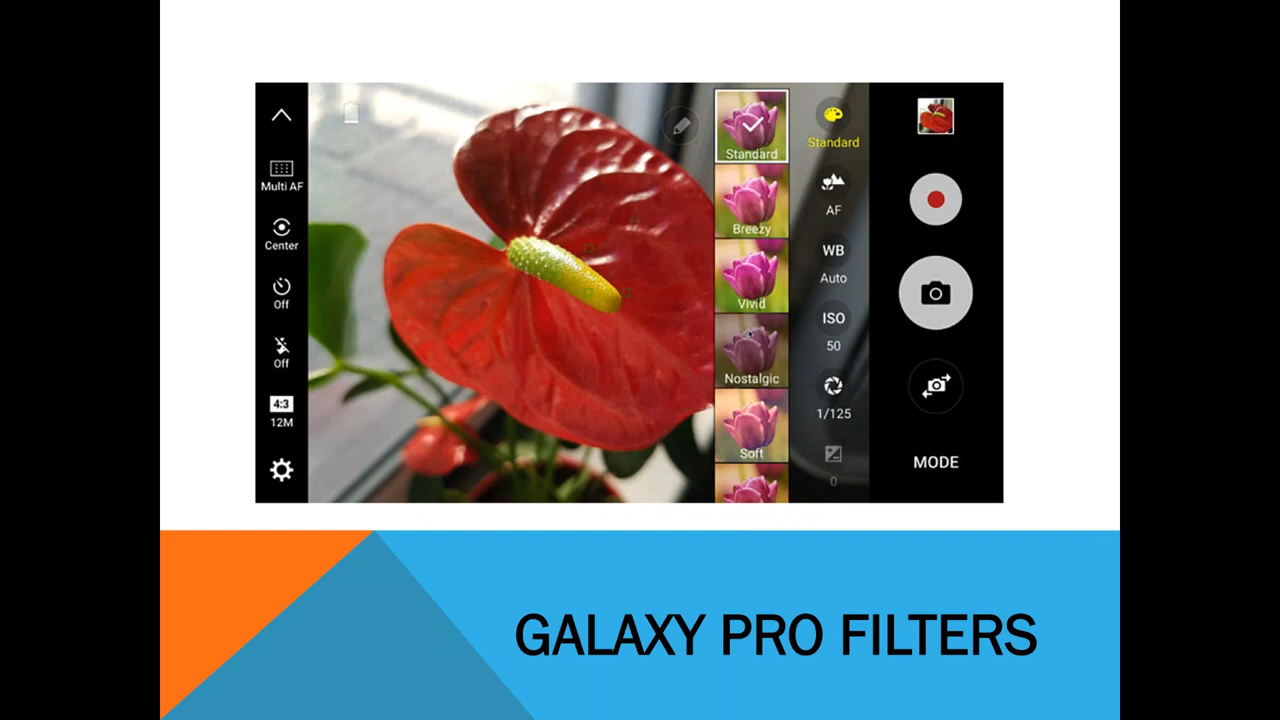 Multi AF
Center
Off
Off
4:3
12M
Standard
Breezy
Vivid
Nostalgic
Soft
Standard
AF
WB
Auto
ISO
50
1/125
0
MODE
GALAXY PRO FILTERS